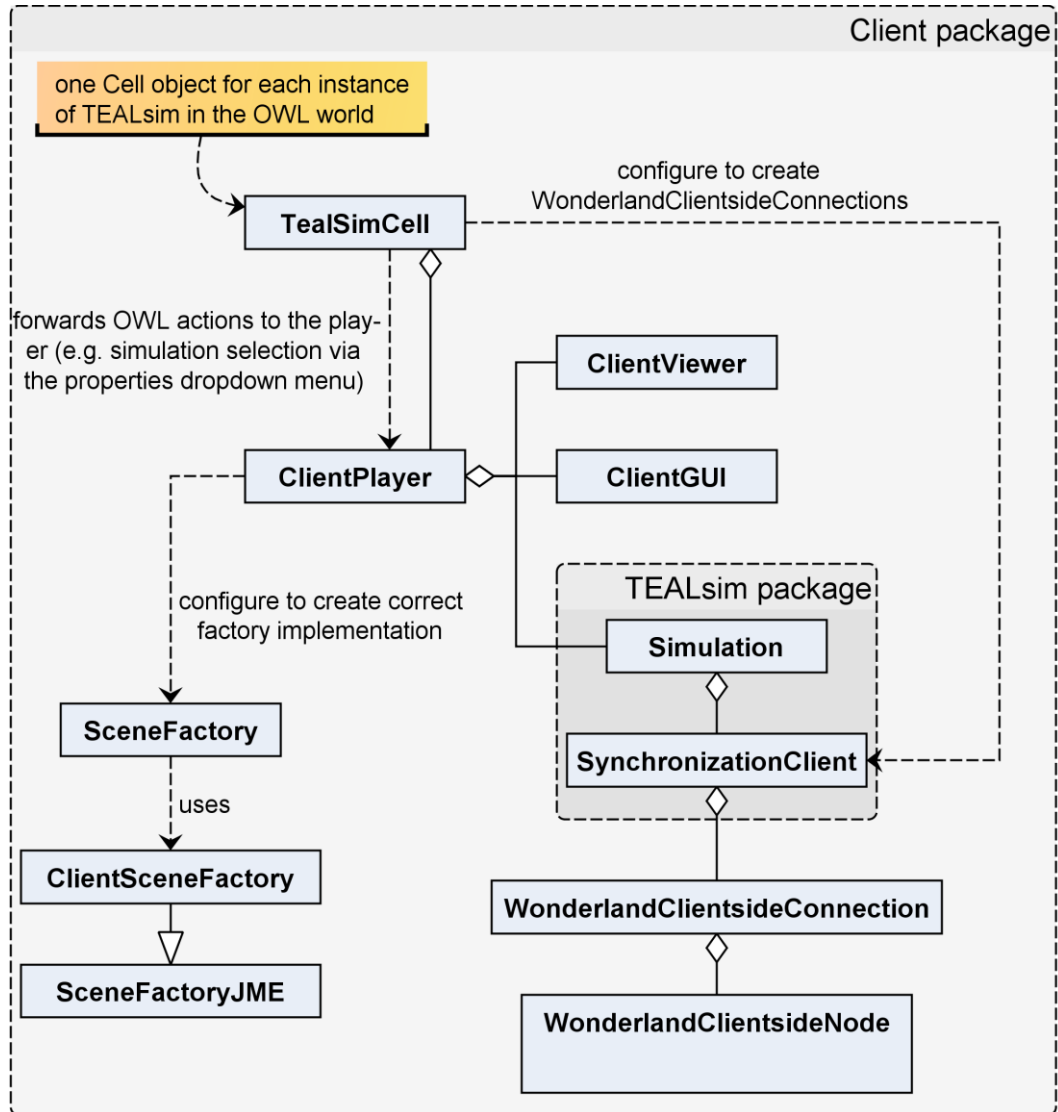 Client package
one Cell object for each instance
of TEALsim in the OWL world
configure to create
WonderlandClientsideConnections
TealSimCell
forwards OWL actions to the play-
er (e.g. simulation selection via
the properties dropdown menu)
ClientViewer
ClientPlayer
ClientGUI
TEALsim package
configure to create correct
factory implementation
Simulation
SceneFactory
SynchronizationClient
uses
ClientSceneFactory
WonderlandClientsideConnection
SceneFactoryJME
WonderlandClientsideNode